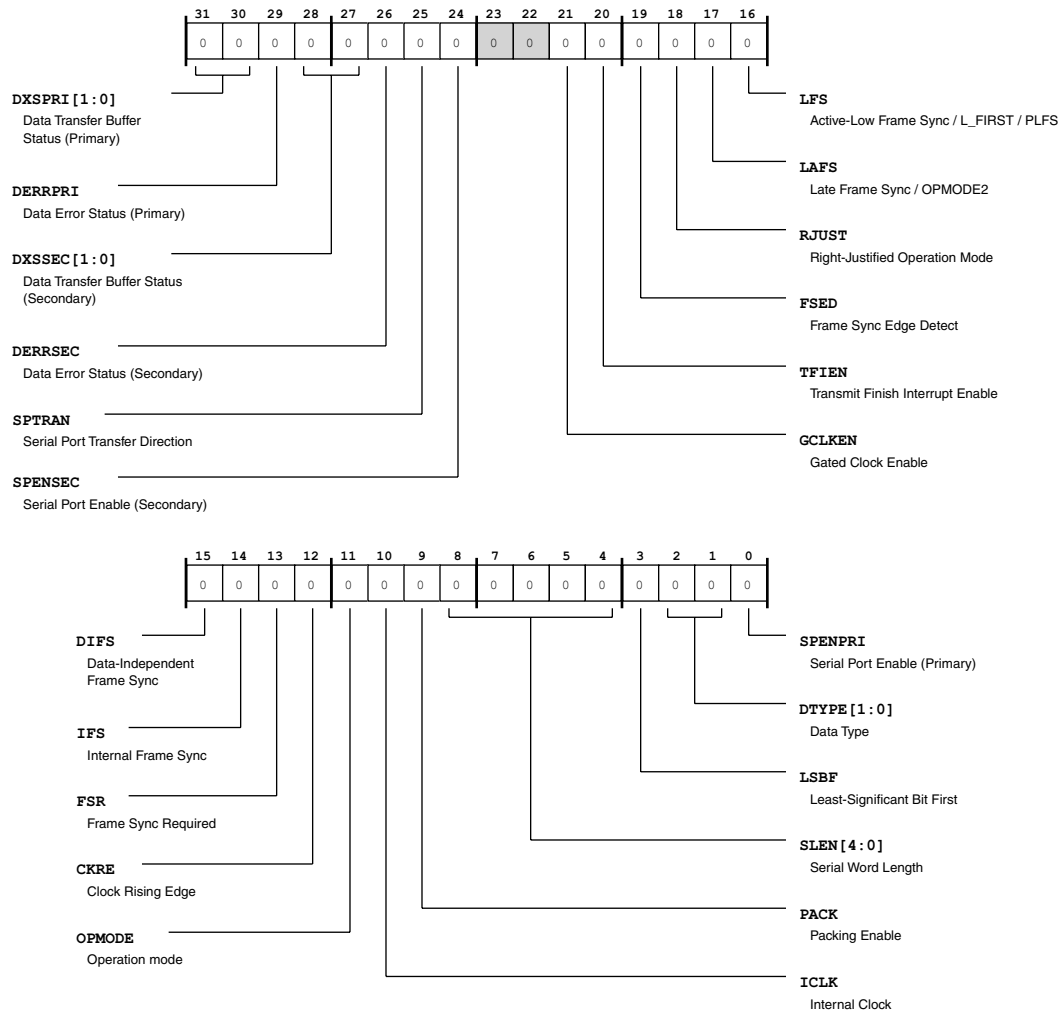 31 30 29 28 27 26 25 24 23 22 21 20 19 18 17 16
0 0 0 0 0 0 0 0 0 0 0 0 0 0 0 0
DXSPRI[1:0]
Data Transfer Buffer
Status (Primary)
DERRPRI
Data Error Status (Primary)
DXSSEC[1:0]
Data Transfer Buffer Status
(Secondary)
DERRSEC
Data Error Status (Secondary)
SPTRAN
Serial Port Transfer Direction
SPENSEC
Serial Port Enable (Secondary)
LFS
Active-Low Frame Sync / L_FIRST / PLFS
LAFS
Late Frame Sync / OPMODE2
RJUST
Right-Justified Operation Mode
FSED
Frame Sync Edge Detect
TFIEN
Transmit Finish Interrupt Enable
GCLKEN
Gated Clock Enable
15 14 13 12 11 10 9 8 7 6 5 4 3 2 1 0
0 0 0 0 0 0 0 0 0 0 0 0 0 0 0 0
DIFS
Data-Independent
Frame Sync
IFS
Internal Frame Sync
FSR
Frame Sync Required
CKRE
Clock Rising Edge
OPMODE
Operation mode
SPENPRI
Serial Port Enable (Primary)
DTYPE[1:0]
Data Type
LSBF
Least-Significant Bit First
SLEN[4:0]
Serial Word Length
PACK
Packing Enable
ICLK
Internal Clock